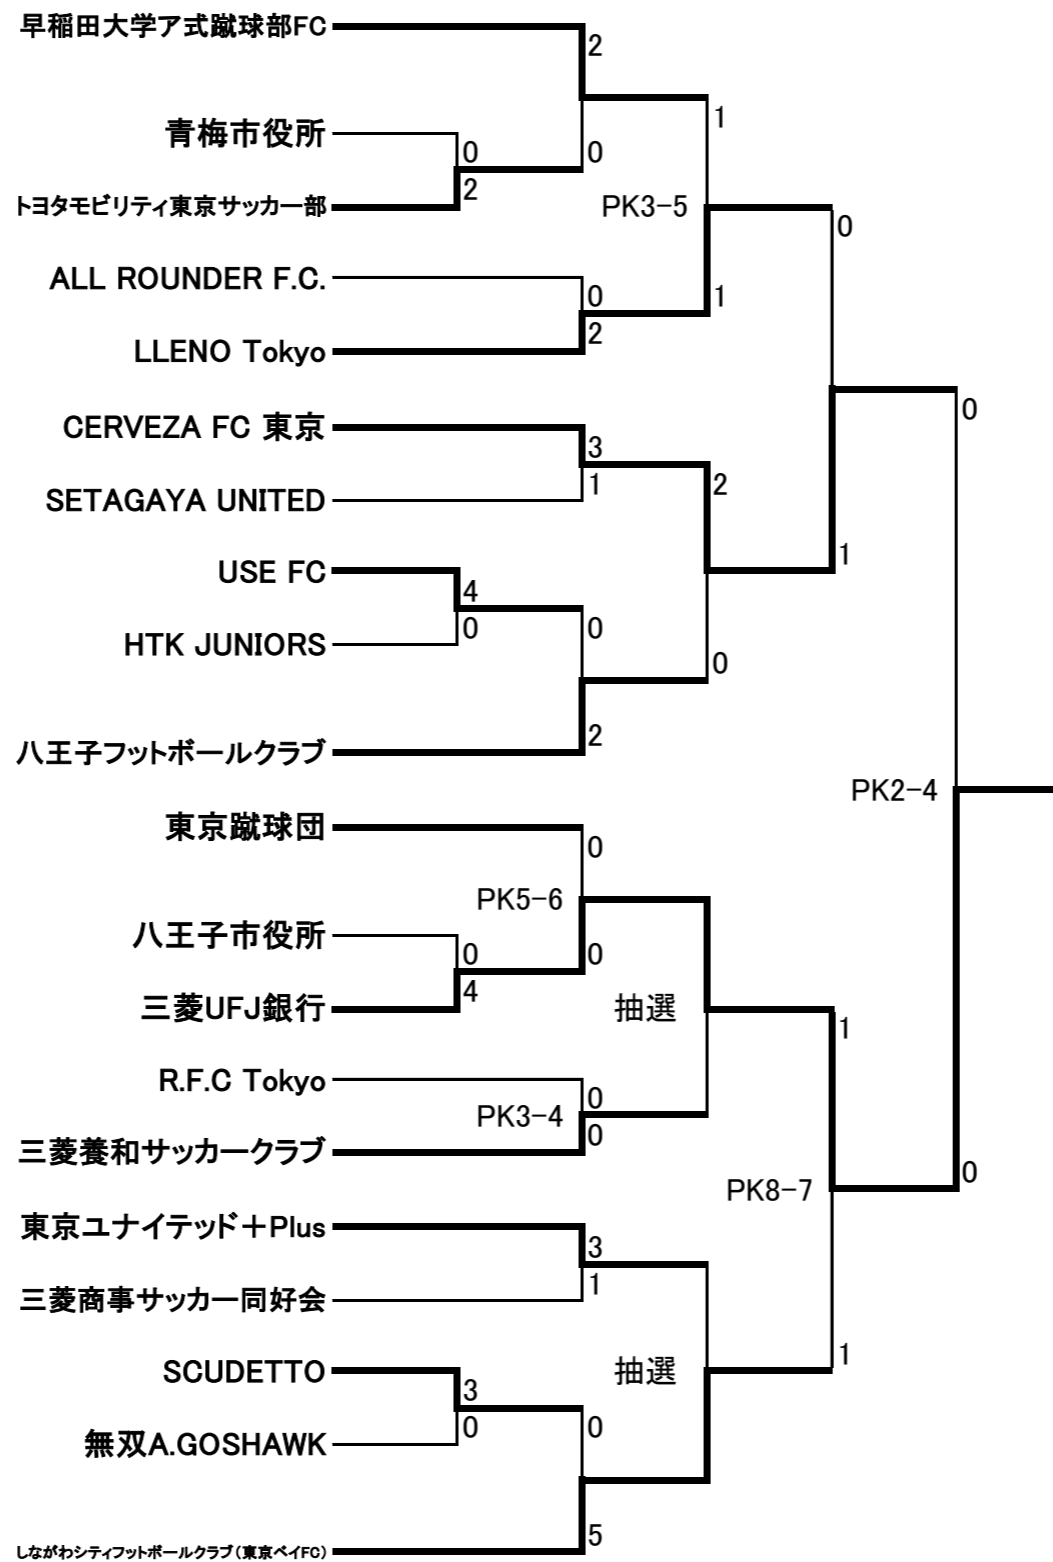 早稲田大学ア式蹴球部FC
2
1
青梅市役所
0
0
2
トヨタモビリティ東京サッカー部
PK3-5
0
ALL ROUNDER F.C.
0
1
2
LLENO Tokyo
0
CERVEZA FC 東京
3
2
1
SETAGAYA UNITED
1
USE FC
4
0
0
HTK JUNIORS
0
2
八王子フットボールクラブ
PK2-4
東京蹴球団
0
PK5-6
八王子市役所
0
0
4
三菱UFJ銀行
抽選
1
R.F.C Tokyo
0
PK3-4
0
三菱養和サッカークラブ
0
PK8-7
東京ユナイテッド+Plus
3
1
三菱商事サッカー同好会
1
SCUDETTO
抽選
3
0
0
無双A.GOSHAWK
5
しながわシティフットボールクラブ(東京ベイFC)